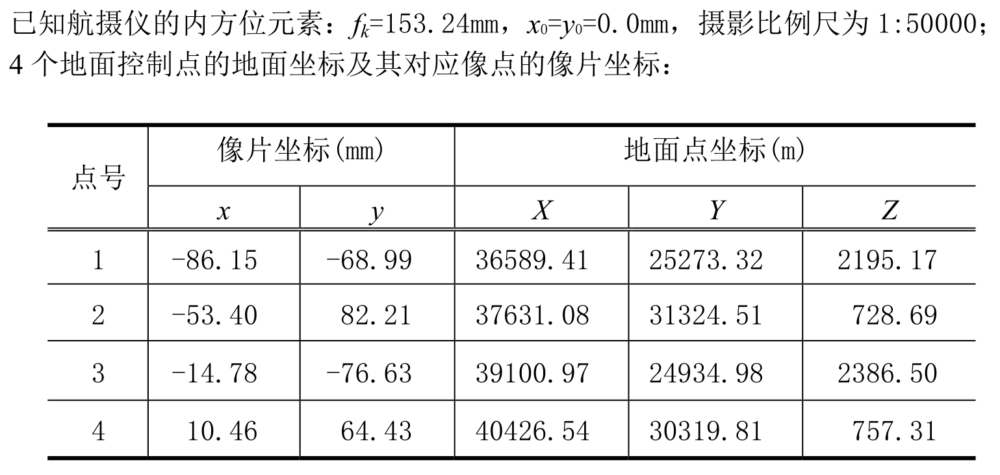 已知航摄仪的内方位元素：fk=153.24mm，x0=y0=0.0mm，摄影比例尺为1:50000；
4个地面控制点的地面坐标及其对应像点的像片坐标：
点号 像片坐标(mm) 地面点坐标(m)
x y X Y Z
1 -86.15 -68.99 36589.41 25273.32 2195.17
2 -53.40 82.21 37631.08 31324.51 728.69
3 -14.78 -76.63 39100.97 24934.98 2386.50
4 10.46 64.43 40426.54 30319.81 757.31